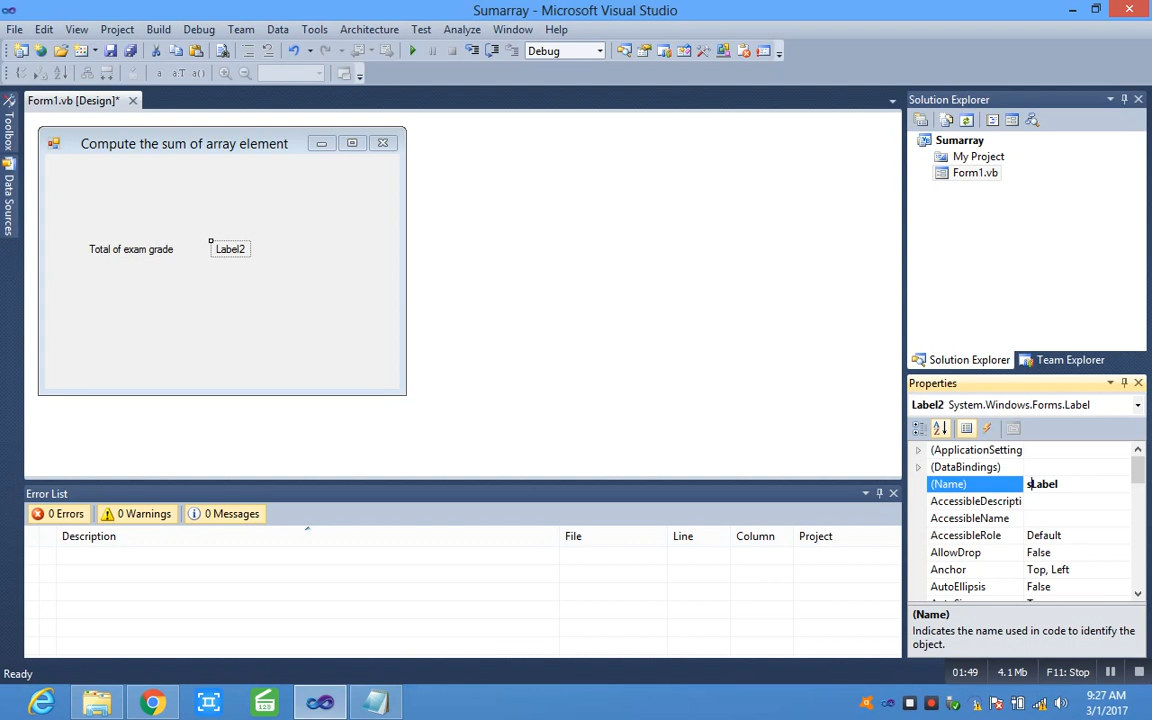 Sumarray - Microsoft Visual Studio
File Edit View Project Build Debug Team Data Tools Architecture Test Analyze Window Help
Debug
Form1.vb [Design]*
Toolbox
Data Sources
Compute the sum of array element
Total of exam grade Label2
Solution Explorer
Sumarray
My Project
Form1.vb
Solution Explorer Team Explorer
Properties
Label2 System.Windows.Forms.Label
(ApplicationSetting
(DataBindings)
(Name) sLabel
AccessibleDescripti
AccessibleName
AccessibleRole Default
AllowDrop False
Anchor Top, Left
AutoEllipsis False
(Name)
Indicates the name used in code to identify the
object.
Error List
0 Errors 0 Warnings 0 Messages
Description File Line Column Project
Ready
01:49 4.1 Mb F11: Stop
9:27 AM
3/1/2017